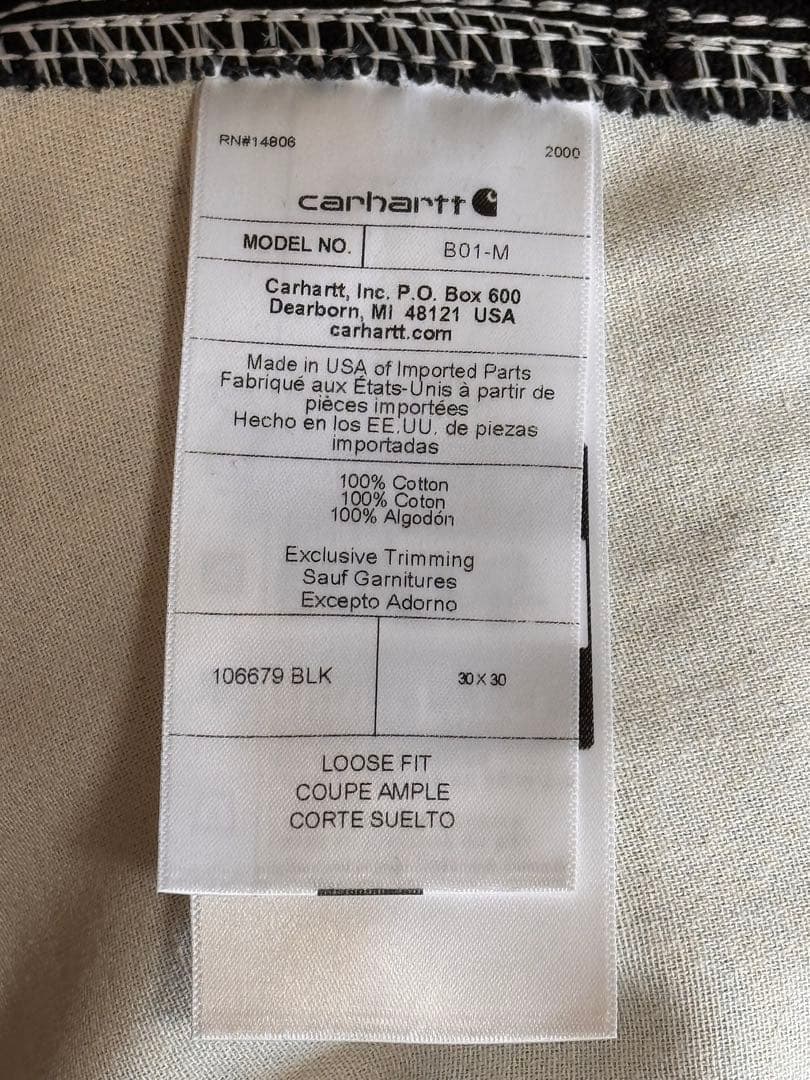 RN#14806
2000
carhartt
MODEL NO. B01-M
Carhartt, Inc. P.O. Box 600
Dearborn, MI 48121 USA
carhartt.com
Made in USA of Imported Parts
Fabriqué aux États-Unis à partir de
pièces importées
Hecho en los EE.UU. de piezas
importadas
100% Cotton
100% Coton
100% Algodón
Exclusive Trimming
Sauf Garnitures
Excepto Adorno
106679 BLK 30 X 30
LOOSE FIT
COUPE AMPLE
CORTE SUELTO